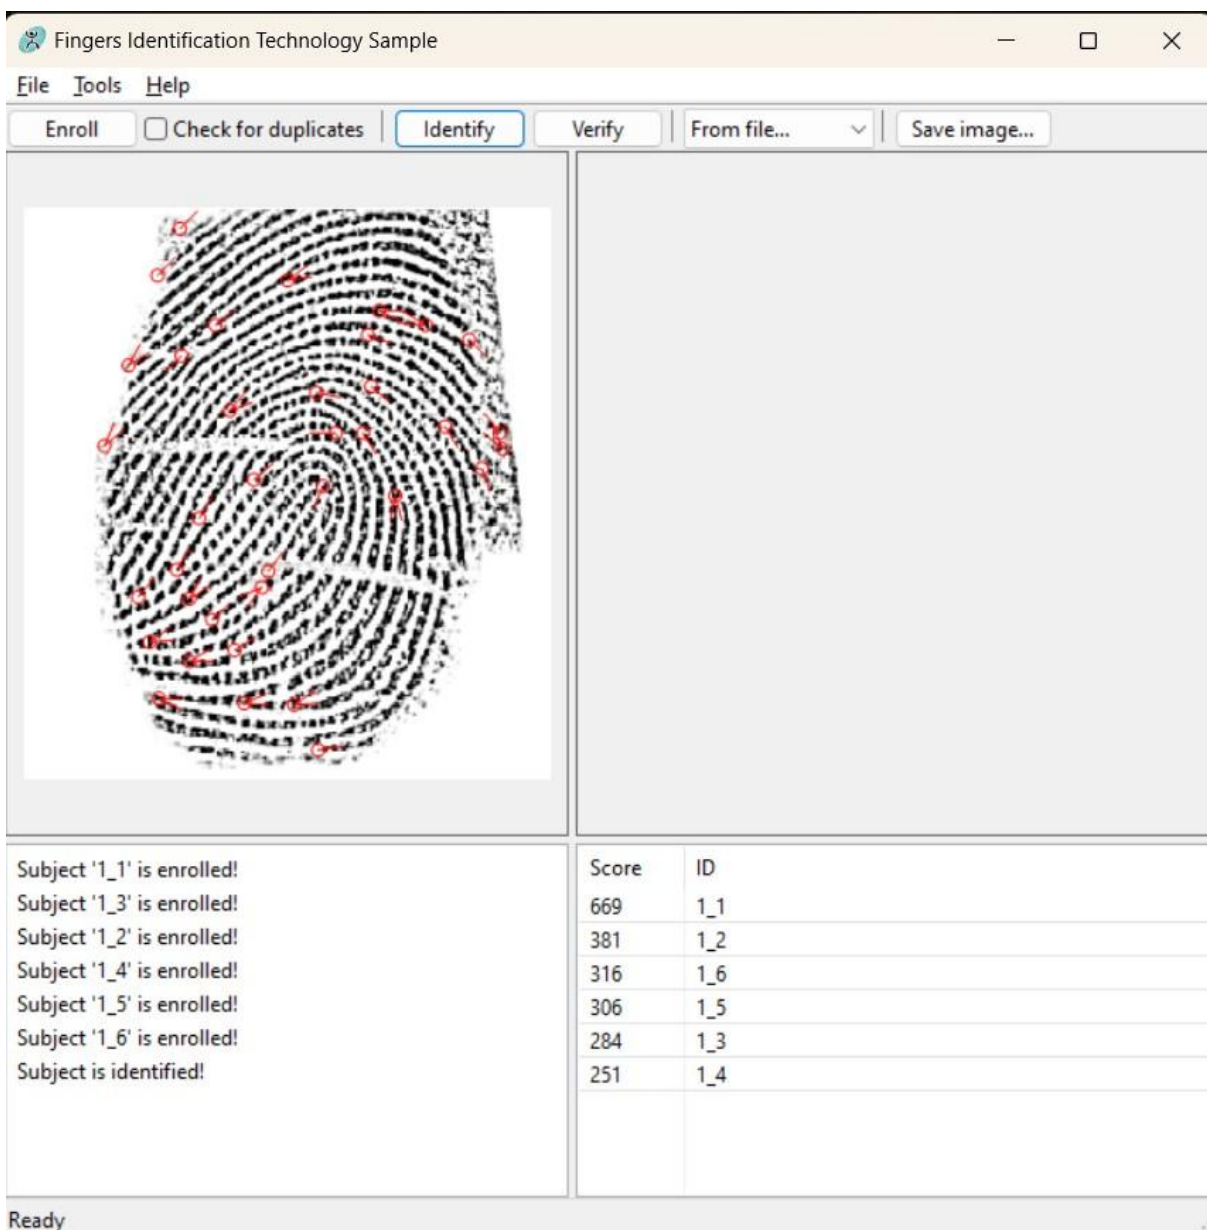 Fingers Identification Technology Sample
File Tools Help
Enroll Check for duplicates Identify Verify From file... Save image...
Subject '1_1' is enrolled!
Subject '1_3' is enrolled!
Subject '1_2' is enrolled!
Subject '1_4' is enrolled!
Subject '1_5' is enrolled!
Subject '1_6' is enrolled!
Subject is identified!
Score ID
669 1_1
381 1_2
316 1_6
306 1_5
284 1_3
251 1_4
Ready